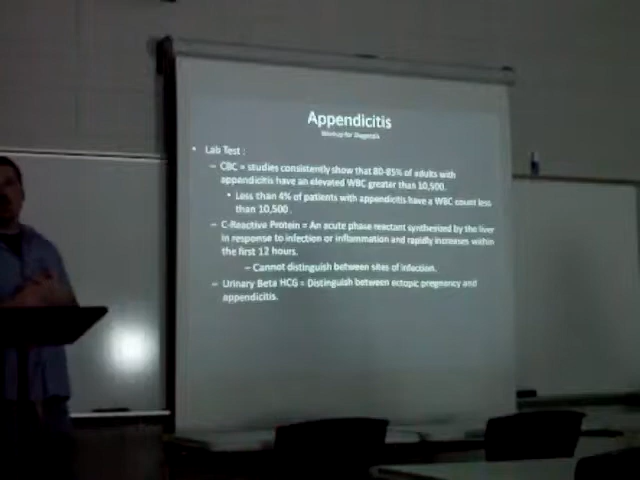 Appendicitis
Workup for Diagnosis
• Lab Test :
– CBC = studies consistently show that 80-85% of adults with
appendicitis have an elevated WBC greater than 10,500.
• Less than 4% of patients with appendicitis have a WBC count less
than 10,500
– C-Reactive Protein = An acute phase reactant synthesized by the liver
in response to infection or inflammation and rapidly increases within
the first 12 hours.
– Cannot distinguish between sites of infection.
– Urinary Beta HCG = Distinguish between ectopic pregnancy and
appendicitis.